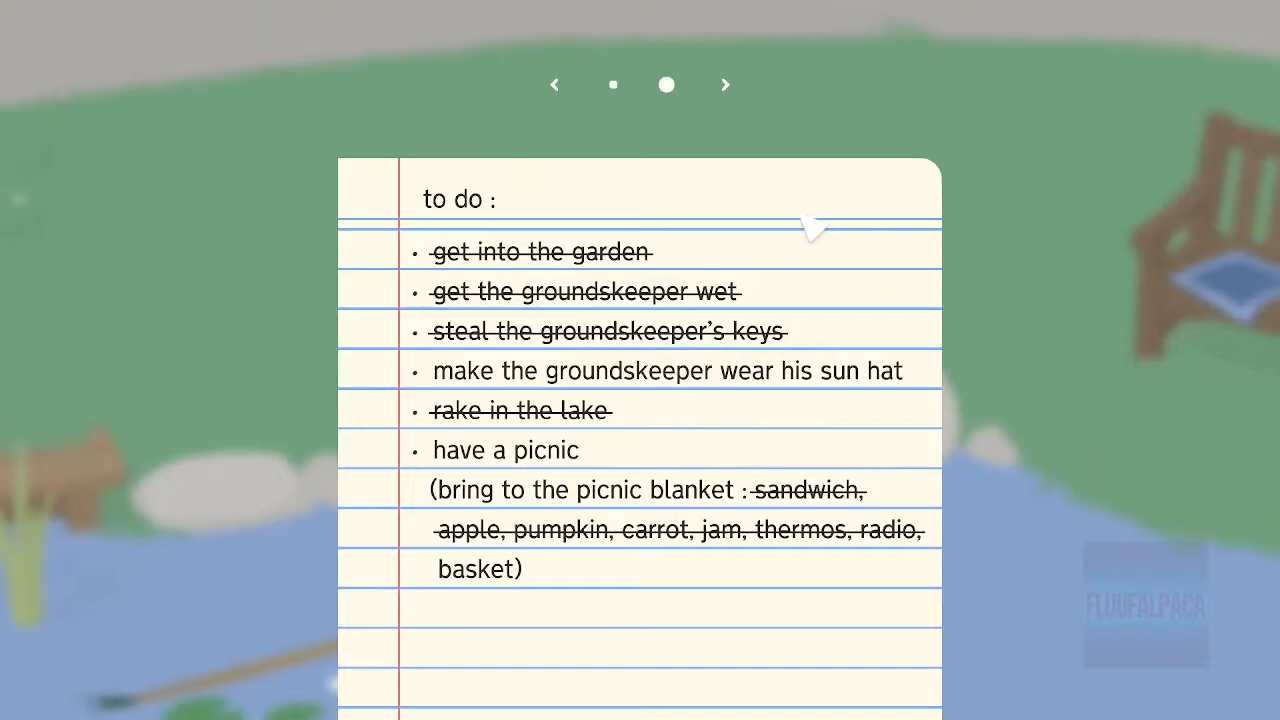 to do :
• get into the garden
• get the groundskeeper wet
• steal the groundskeeper's keys
• make the groundskeeper wear his sun hat
• rake in the lake
• have a picnic
(bring to the picnic blanket : sandwich,
apple, pumpkin, carrot, jam, thermos, radio,
basket)
FLUUFALPACA